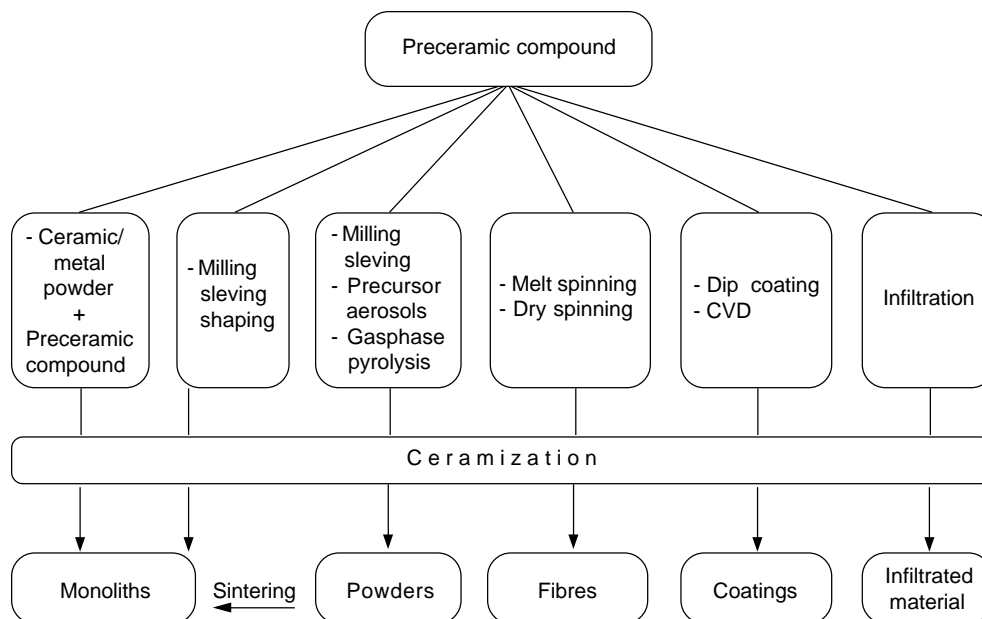 Preceramic compound
- Ceramic/
metal
powder
+
Preceramic
compound
- Milling
sleving
shaping
- Milling
sleving
- Precursor
aerosols
- Gasphase
pyrolysis
- Melt spinning
- Dry spinning
- Dip coating
- CVD
Infiltration
Ceramization
Monoliths
Sintering
Powders
Fibres
Coatings
Infiltrated
material